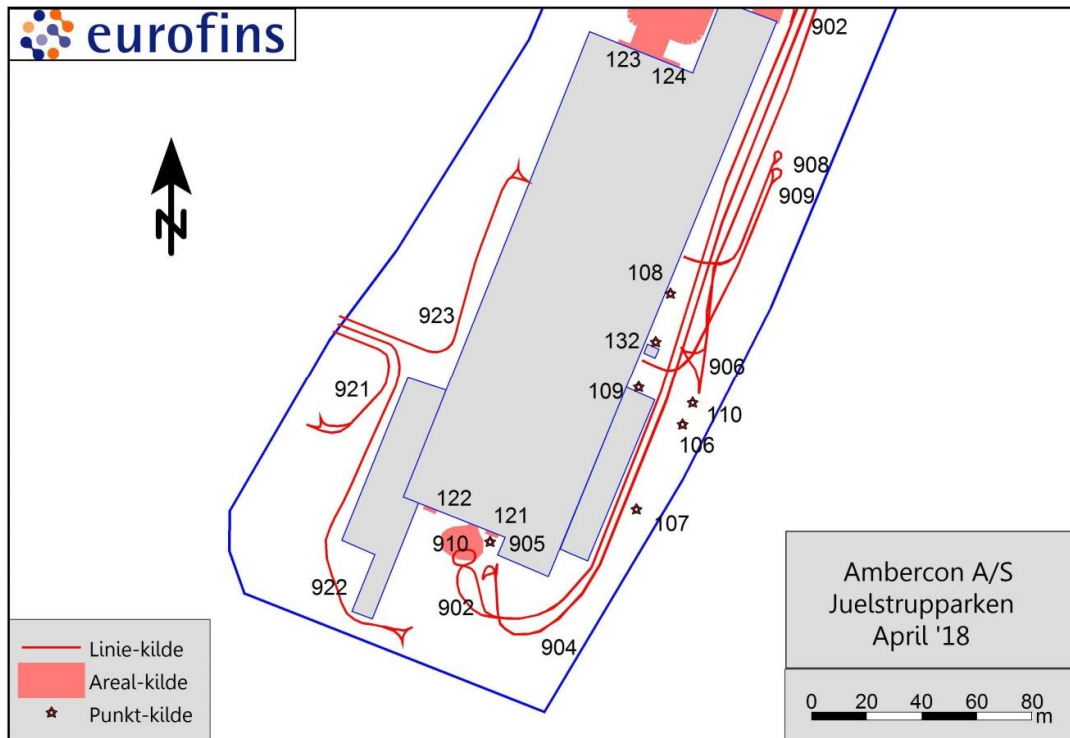 eurofins
902
123
124
908
909
108
923
132
906
921
109
110
106
122
121
107
910
905
922
902
904
N
Ambercon A/S
Juelstrupparken
April '18
Linie-kilde
Areal-kilde
Punkt-kilde
0 20 40 60 80
m